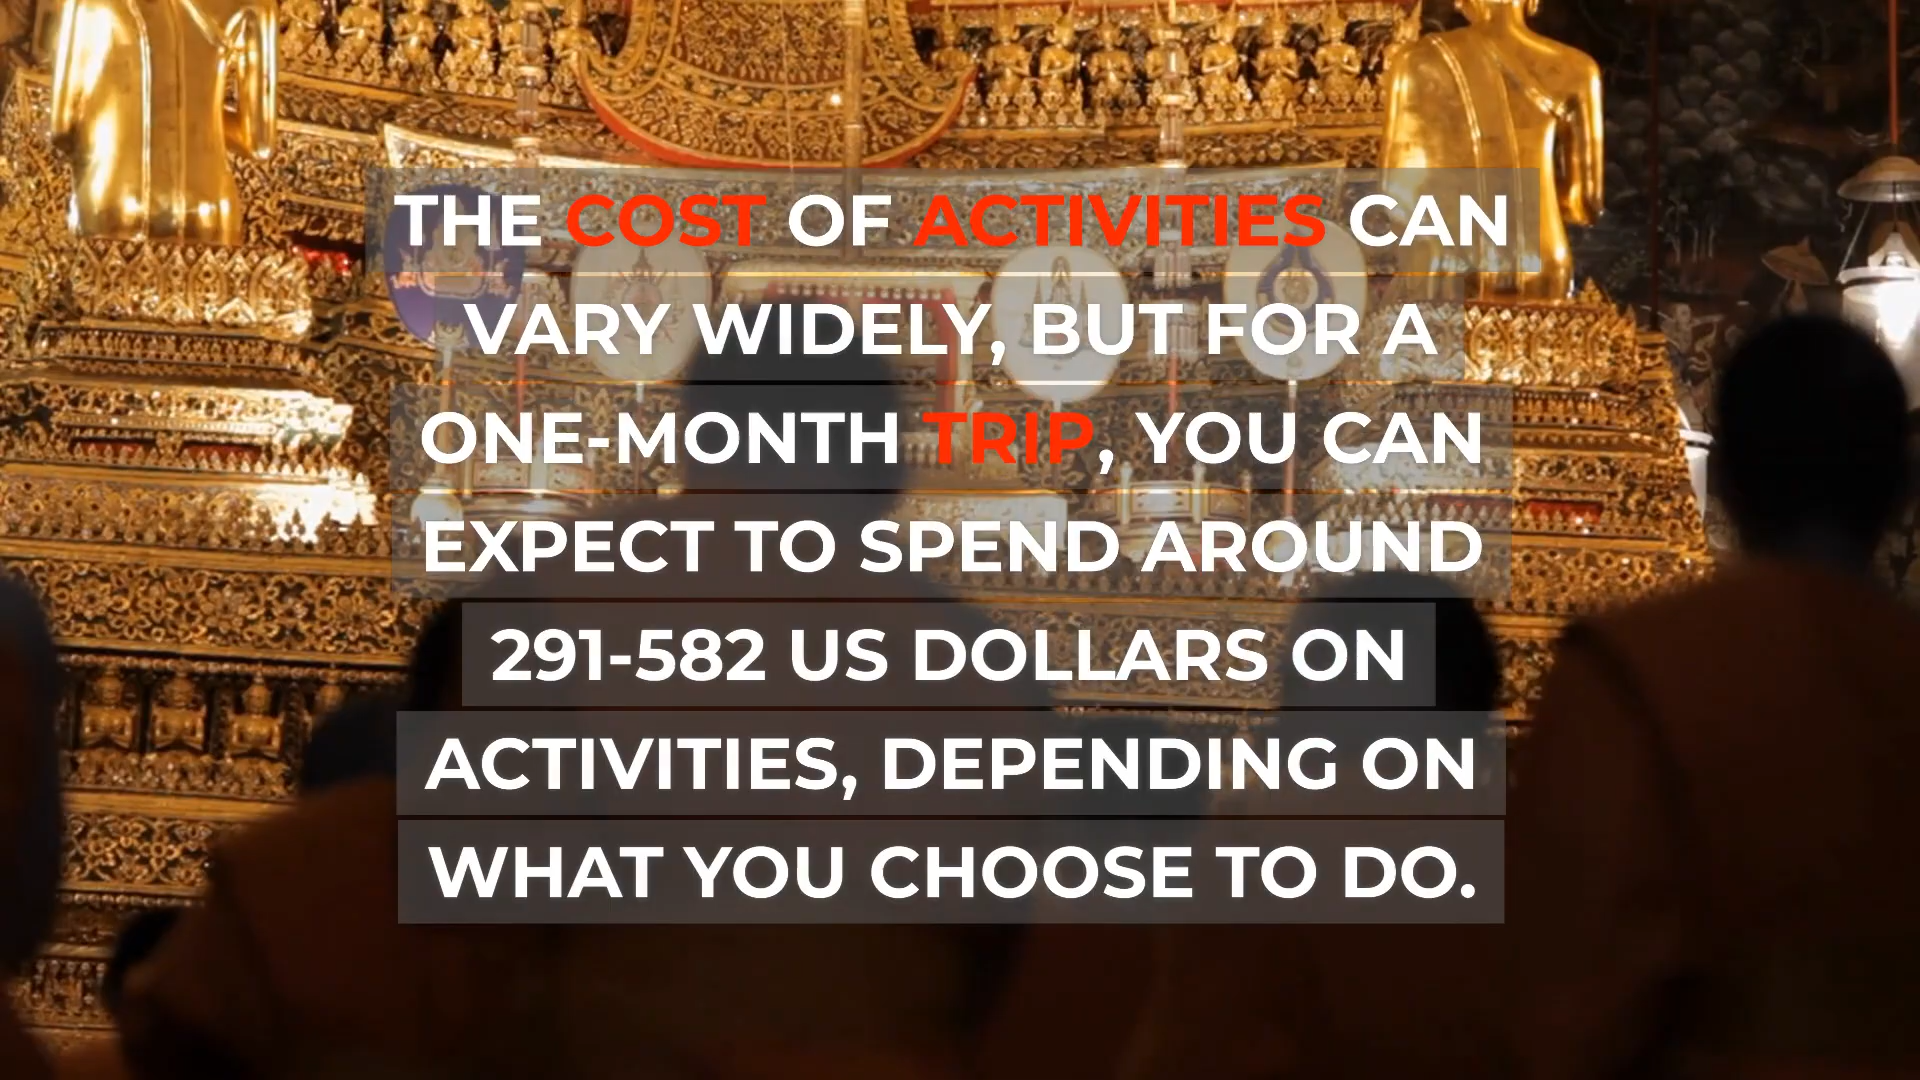 THE COST OF ACTIVITIES CAN
VARY WIDELY, BUT FOR A
ONE-MONTH TRIP, YOU CAN
EXPECT TO SPEND AROUND
291-582 US DOLLARS ON
ACTIVITIES, DEPENDING ON
WHAT YOU CHOOSE TO DO.